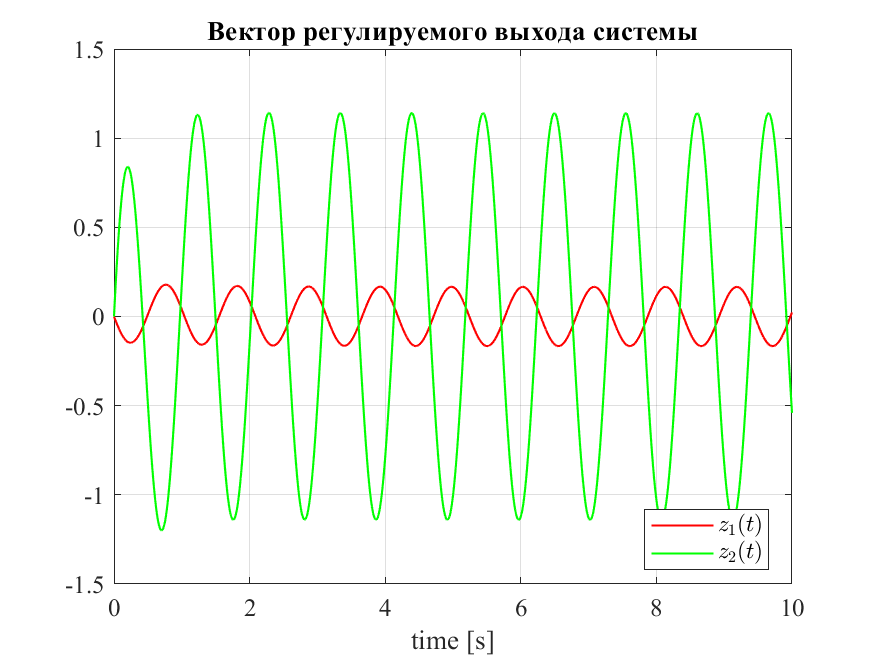 Вектор регулируемого выхода системы
1.5
1
0.5
0
-0.5
-1
-1.5
0 2 4 6 8 10
time [s]
z₁(t)
z₂(t)